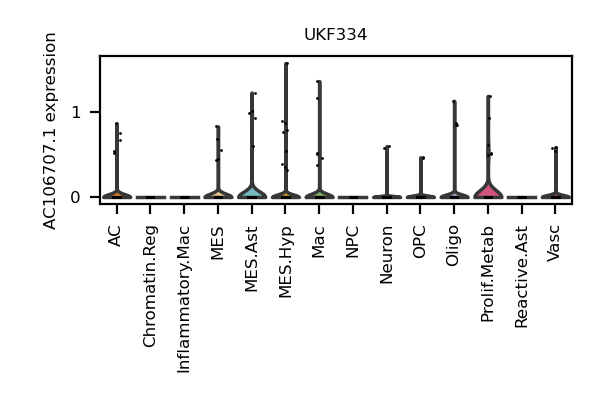 UKF334
AC106707.1 expression
1
0
AC
Chromatin.Reg
Inflammatory.Mac
MES
MES.Ast
MES.Hyp
Mac
NPC
Neuron
OPC
Oligo
Prolif.Metab
Reactive.Ast
Vasc